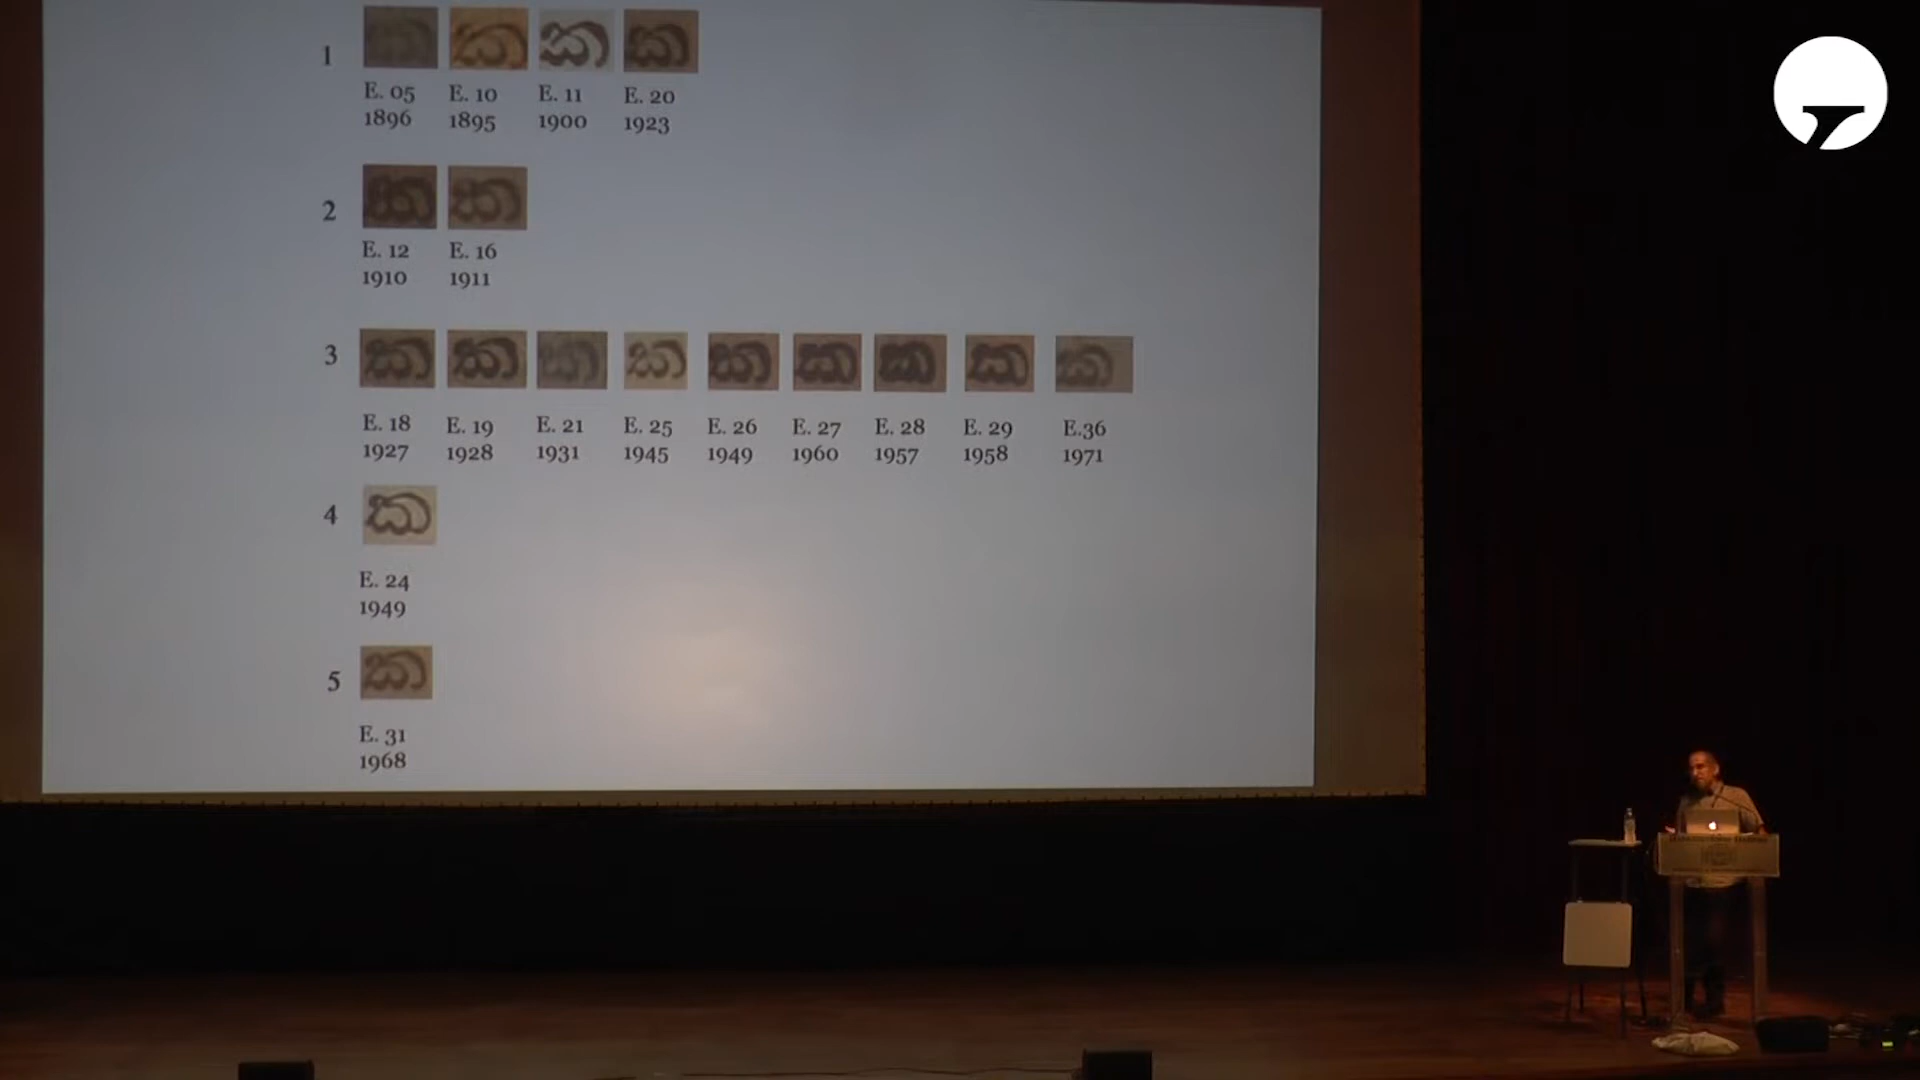 1
ක ක ක ක
E. 05 E. 10 E. 11 E. 20
1896 1895 1900 1923
2
ක ක
E. 12 E. 16
1910 1911
3
ක ක ක ක ක ක ක ක ක
E. 18 E. 19 E. 21 E. 25 E. 26 E. 27 E. 28 E. 29 E.36
1927 1928 1931 1945 1949 1960 1957 1958 1971
4
ක
E. 24
1949
5
ක
E. 31
1968